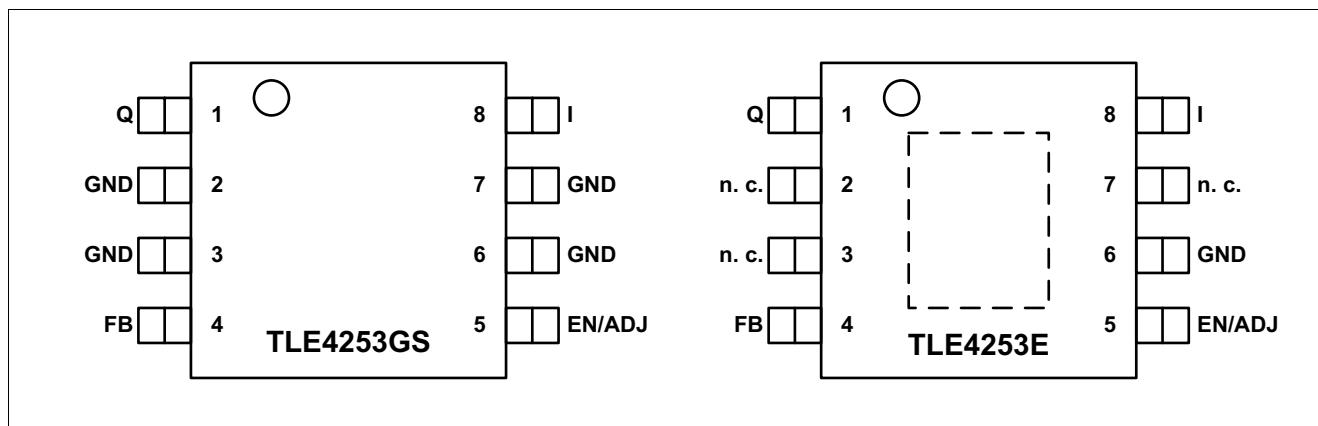 Q 1 8 I
GND 2 7 GND
GND 3 6 GND
FB 4 5 EN/ADJ
TLE4253GS
Q 1 8 I
n. c. 2 7 n. c.
n. c. 3 6 GND
FB 4 5 EN/ADJ
TLE4253E